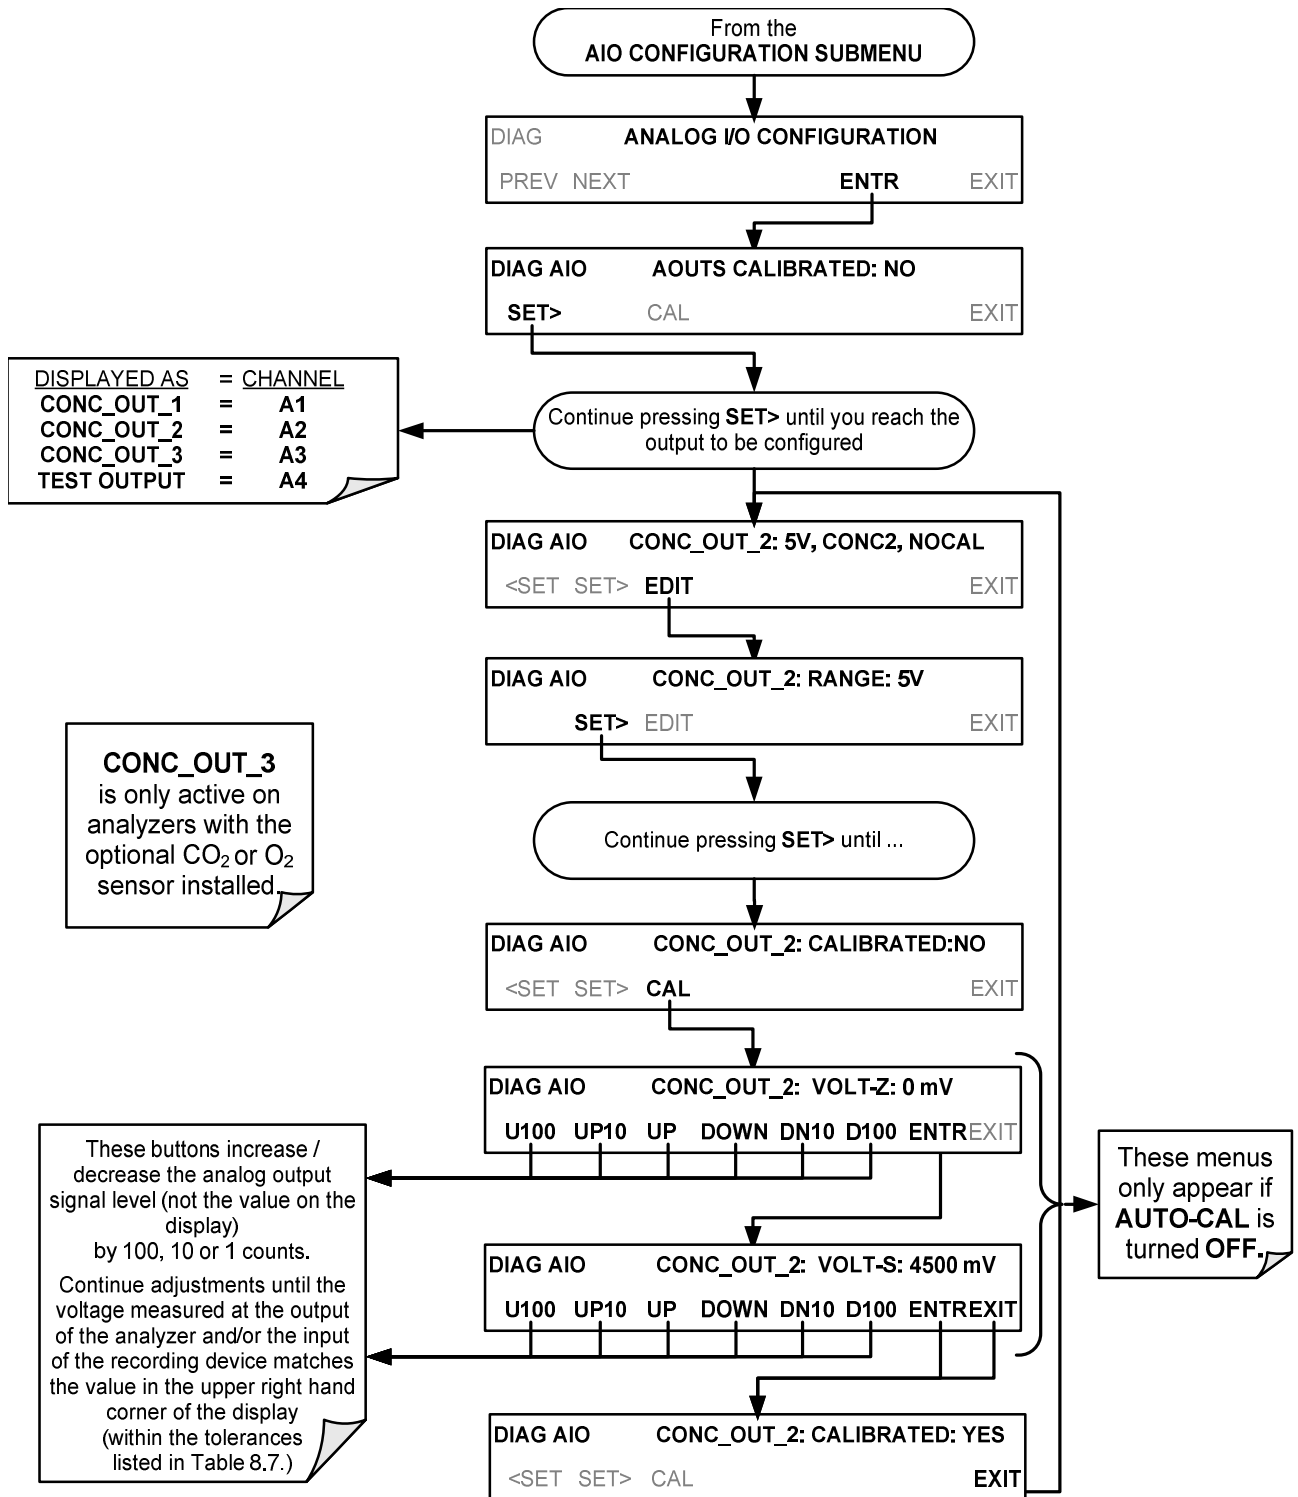 From the
AIO CONFIGURATION SUBMENU
DIAG ANALOG I/O CONFIGURATION
PREV NEXT ENTR EXIT
DIAG AIO AOUTS CALIBRATED: NO
SET> CAL EXIT
DISPLAYED AS = CHANNEL
CONC_OUT_1 = A1
CONC_OUT_2 = A2
CONC_OUT_3 = A3
TEST OUTPUT = A4
Continue pressing SET> until you reach the
output to be configured
DIAG AIO CONC_OUT_2: 5V, CONC2, NOCAL
<SET SET> EDIT EXIT
DIAG AIO CONC_OUT_2: RANGE: 5V
SET> EDIT EXIT
CONC_OUT_3
is only active on
analyzers with the
optional CO₂ or O₂
sensor installed.
Continue pressing SET> until ...
DIAG AIO CONC_OUT_2: CALIBRATED:NO
<SET SET> CAL EXIT
DIAG AIO CONC_OUT_2: VOLT-Z: 0 mV
U100 UP10 UP DOWN DN10 D100 ENTR EXIT
These buttons increase /
decrease the analog output
signal level (not the value on the
display)
by 100, 10 or 1 counts.
Continue adjustments until the
voltage measured at the output
of the analyzer and/or the input
of the recording device matches
the value in the upper right hand
corner of the display
(within the tolerances
listed in Table 8.7.)
These menus
only appear if
AUTO-CAL is
turned OFF.
DIAG AIO CONC_OUT_2: VOLT-S: 4500 mV
U100 UP10 UP DOWN DN10 D100 ENTR EXIT
DIAG AIO CONC_OUT_2: CALIBRATED: YES
<SET SET> CAL EXIT